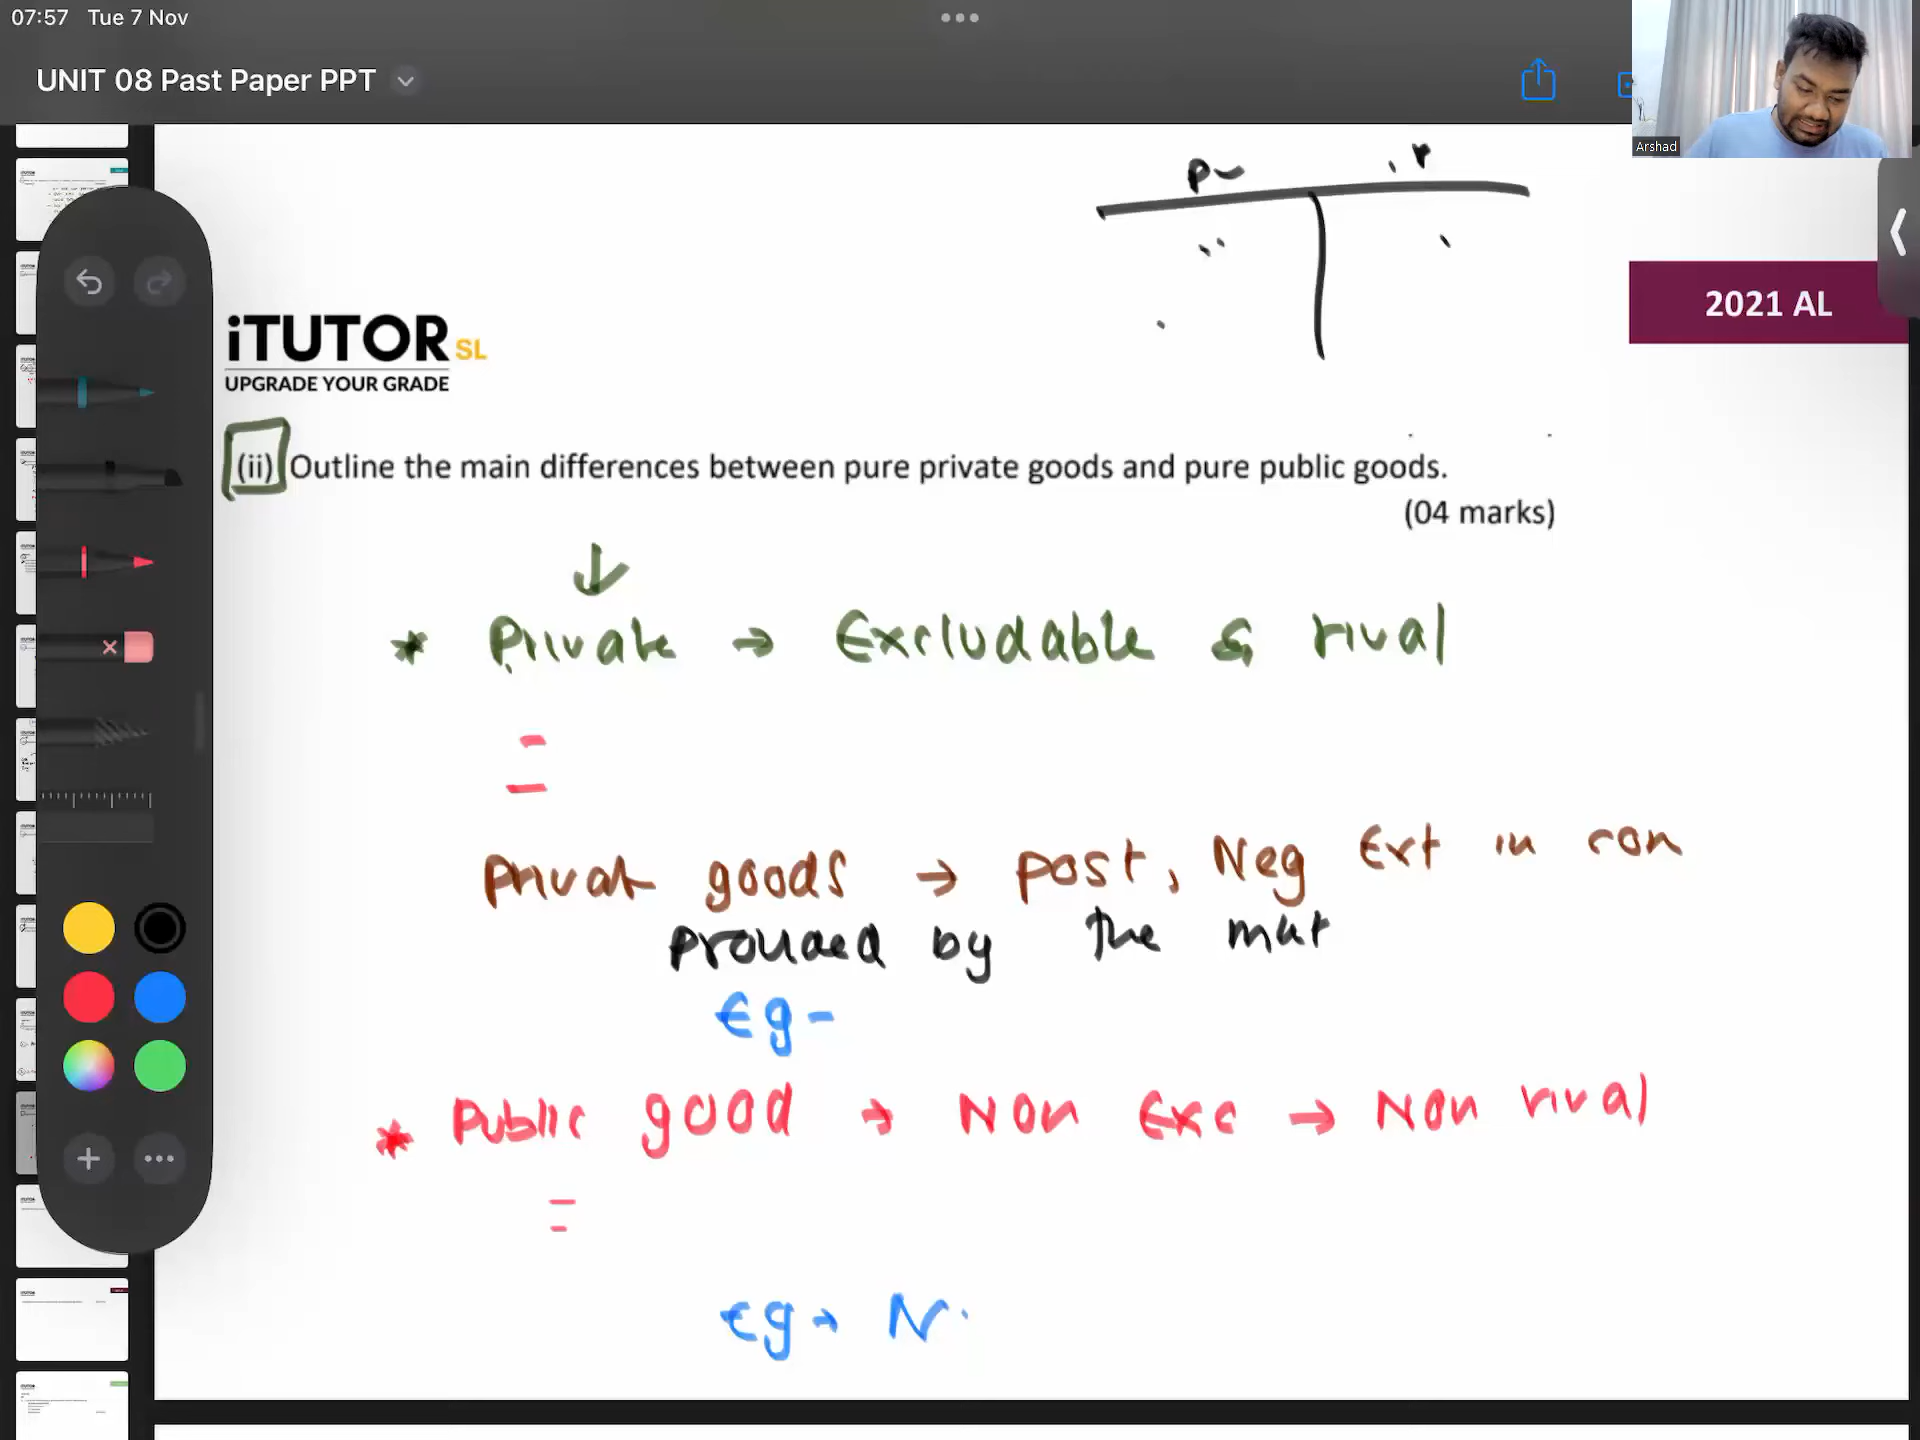 07:57 Tue 7 Nov
UNIT 08 Past Paper PPT
Arshad
2021 AL
iTUTOR SL
UPGRADE YOUR GRADE
(ii) Outline the main differences between pure private goods and pure public goods.
(04 marks)
* Private → Excludable & rival
Privat goods → Post, Neg Ext in con
by the mkt
Eg -
* Public good → Non Exc → Non rival
Eg → N